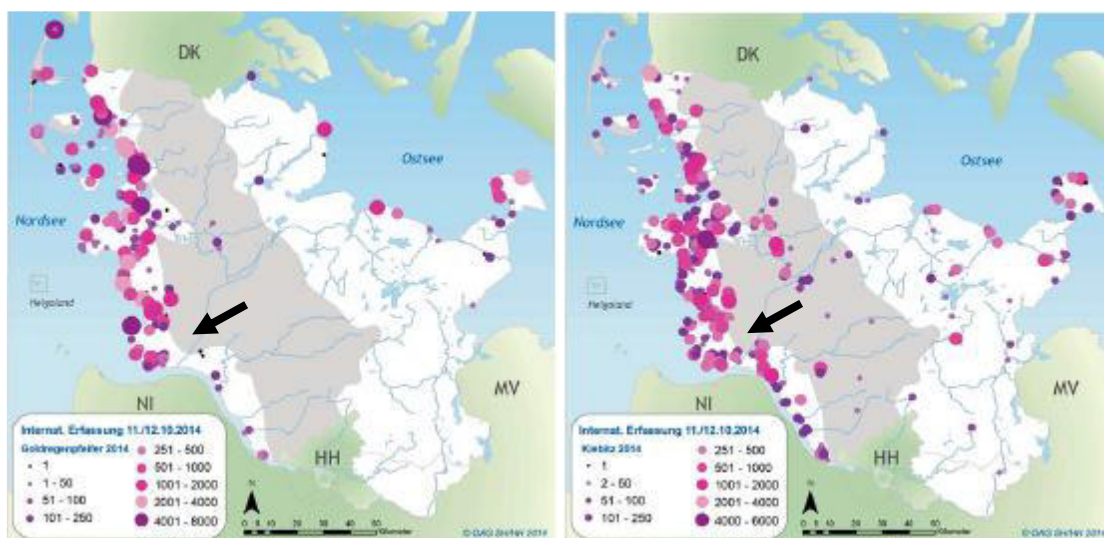 DK
Ostsee
Nordsee
Helgoland
NI
MV
HH
Internat. Erfassung 11./12.10.2014
Goldregenpfeifer 2014
1
1 - 50
51 - 100
101 - 250
251 - 500
501 - 1000
1001 - 2000
2001 - 4000
4001 - 8000
N
Kilometer
© OAG SH/HH 2014
DK
Ostsee
Nordsee
Helgoland
NI
MV
HH
Internat. Erfassung 11./12.10.2014
Kiebitz 2014
1
2 - 50
51 - 100
101 - 250
251 - 500
501 - 1000
1001 - 2000
2001 - 4000
4000 - 6000
N
Kilometer
© OAG SH/HH 2014